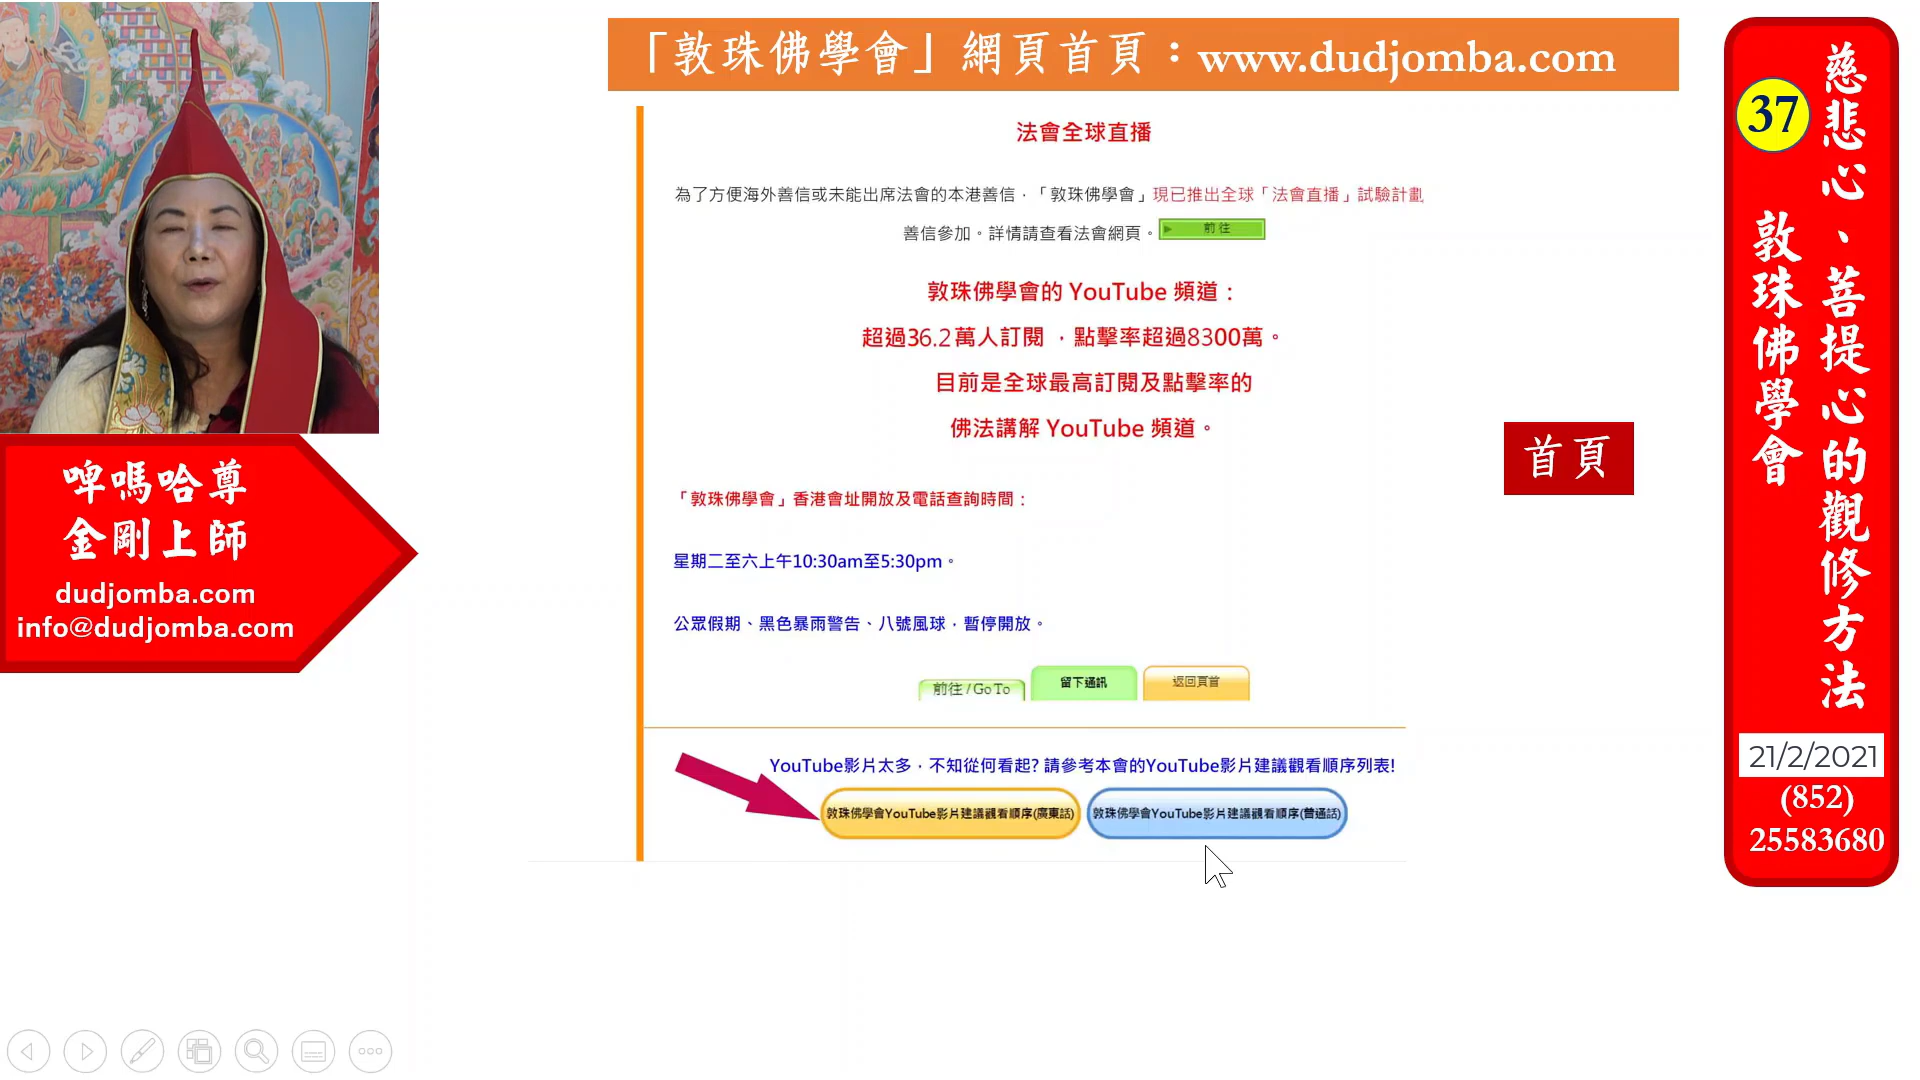 「敦珠佛學會」網頁首頁：www.dudjomba.com
法會全球直播
為了方便海外善信或未能出席法會的本港善信，「敦珠佛學會」現已推出全球「法會直播」試驗計劃
善信參加。詳情請查看法會網頁。 前往
敦珠佛學會的 YouTube 頻道：
超過36.2萬人訂閱 ，點擊率超過8300萬。
目前是全球最高訂閱及點擊率的
佛法講解 YouTube 頻道。
「敦珠佛學會」香港會址開放及電話查詢時間：
星期二至六上午10:30am至5:30pm。
公眾假期、黑色暴雨警告、八號風球，暫停開放。
前往 / Go To 留下通訊 返回頁首
YouTube影片太多，不知從何看起? 請參考本會的YouTube影片建議觀看順序列表!
敦珠佛學會YouTube影片建議觀看順序(廣東話) 敦珠佛學會YouTube影片建議觀看順序(普通話)
首頁
啤嗎哈尊
金剛上師
dudjomba.com
info@dudjomba.com
慈悲心、菩提心的觀修方法
37
敦珠佛學會
21/2/2021
(852)
25583680